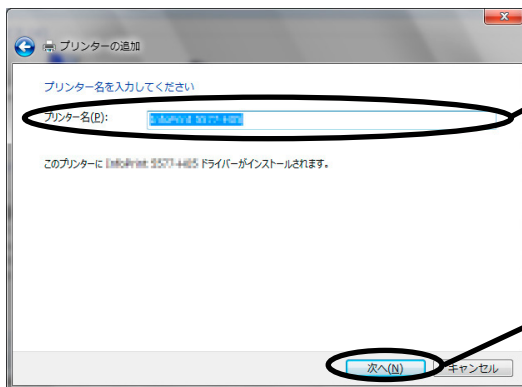 プリンターの追加
プリンター名を入力してください
プリンター名(P):
このプリンターに InfoPrint 5577-H05 ドライバーがインストールされます。
次へ(N)
キャンセル